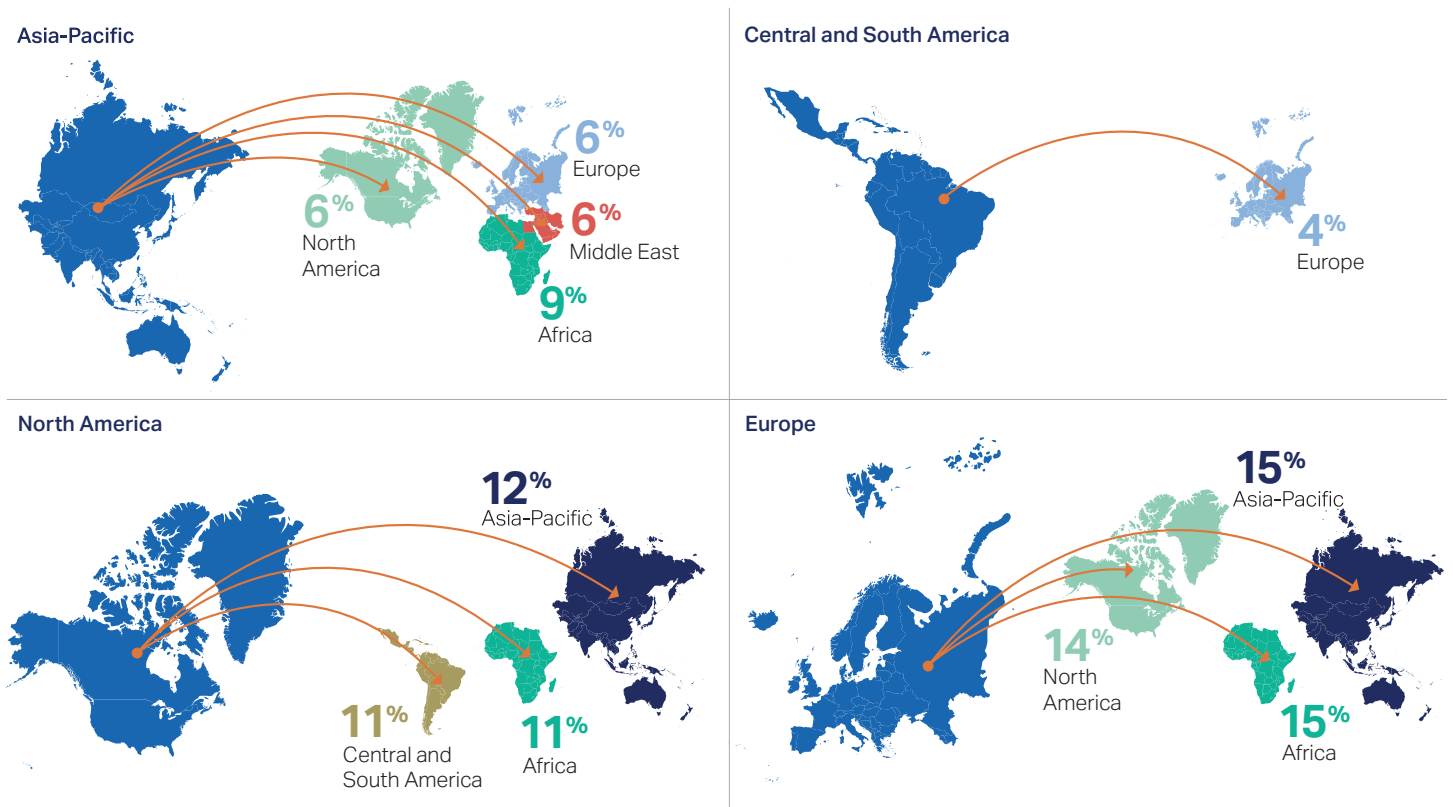 Asia-Pacific
6%
Europe
6%
North
America
6%
Middle East
9%
Africa
Central and South America
4%
Europe
North America
12%
Asia-Pacific
11%
Central and
South America
11%
Africa
Europe
15%
Asia-Pacific
14%
North
America
15%
Africa